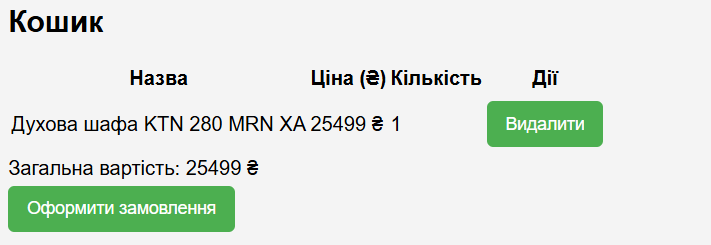 Кошик
Назва Ціна (₴) Кількість Дії
Духова шафа KTN 280 MRN XA 25499 ₴ 1 Видалити
Загальна вартість: 25499 ₴
Оформити замовлення